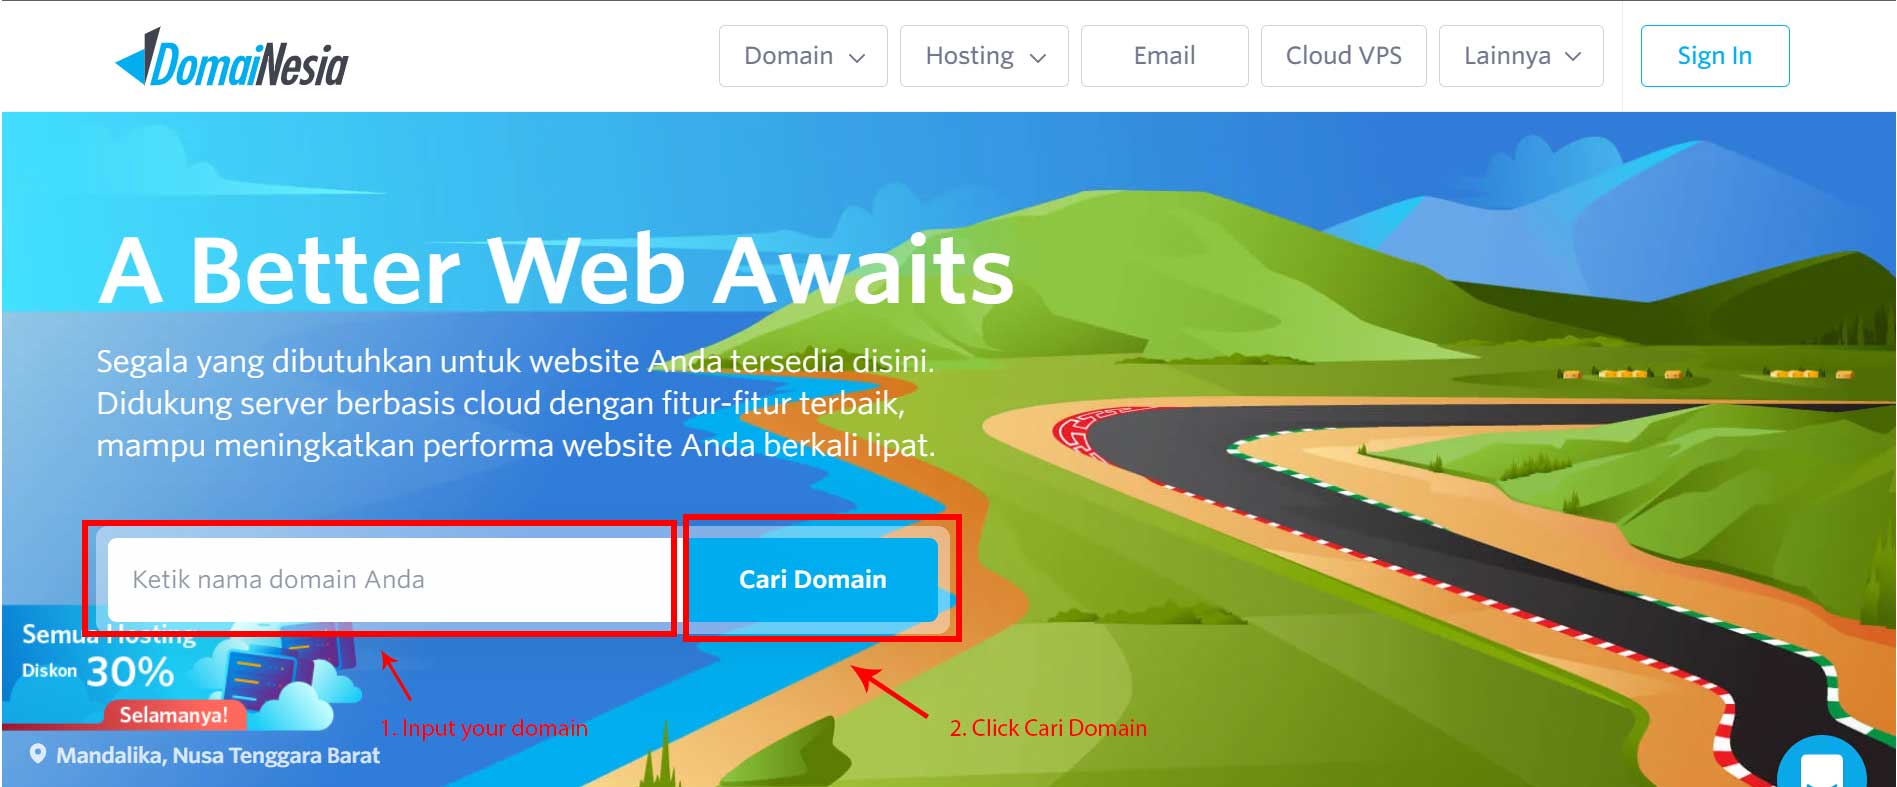 DomaiNesia
Domain
Hosting
Email
Cloud VPS
Lainnya
Sign In
A Better Web Awaits
Segala yang dibutuhkan untuk website Anda tersedia disini.
Didukung server berbasis cloud dengan fitur-fitur terbaik,
mampu meningkatkan performa website Anda berkali lipat.
Ketik nama domain Anda
Cari Domain
Semua Hosting
Diskon 30%
Selamanya!
1. Input your domain
2. Click Cari Domain
Mandalika, Nusa Tenggara Barat